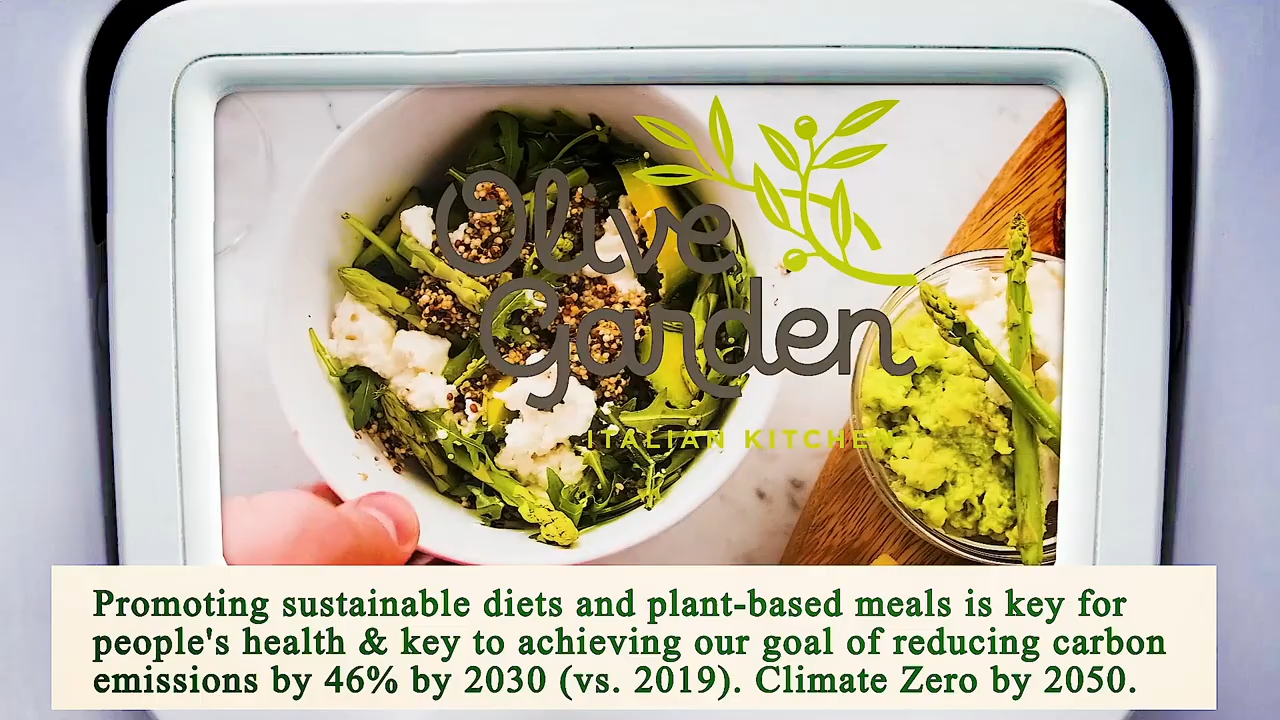 Olive
Garden
ITALIAN KITCHEN
Promoting sustainable diets and plant-based meals is key for
people's health & key to achieving our goal of reducing carbon
emissions by 46% by 2030 (vs. 2019). Climate Zero by 2050.